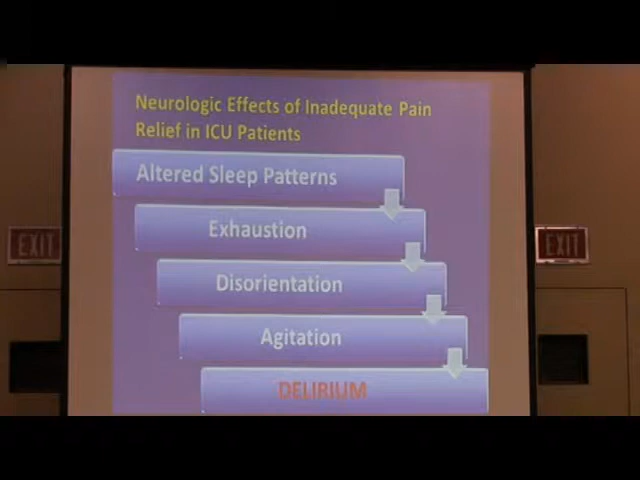 Neurologic Effects of Inadequate Pain
Relief in ICU Patients
Altered Sleep Patterns
Exhaustion
EXIT
EXIT
Disorientation
Agitation
DELIRIUM